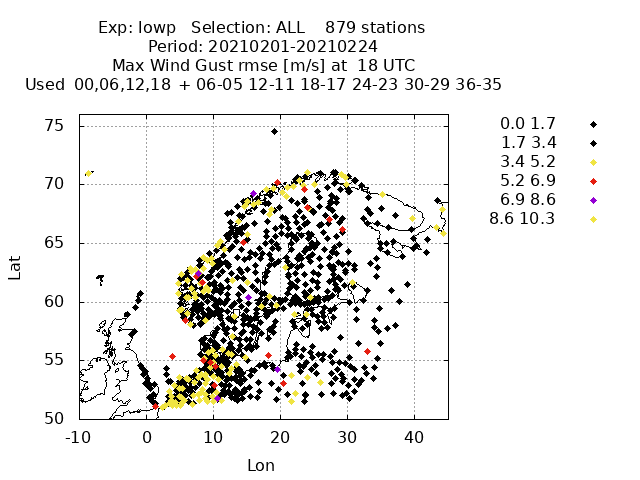 Exp: lowp Selection: ALL 879 stations
Period: 20210201-20210224
Max Wind Gust rmse [m/s] at 18 UTC
Used 00,06,12,18 + 06-05 12-11 18-17 24-23 30-29 36-35
75
70
65
60
55
50
-10 0 10 20 30 40
Lat
Lon
0.0 1.7
1.7 3.4
3.4 5.2
5.2 6.9
6.9 8.6
8.6 10.3